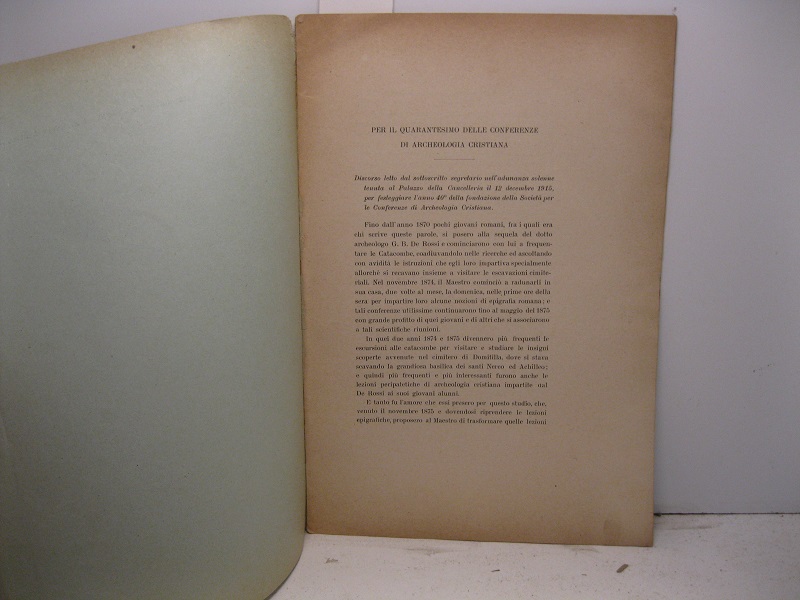 PER IL QUARANTESIMO DELLE CONFERENZE
DI ARCHEOLOGIA CRISTIANA
Discorso letto dal sottoscritto segretario nell'adunanza solenne
tenuta al Palazzo della Cancelleria il 12 decembre 1915,
per festeggiare l'anno 40° della fondazione della Società per
le Conferenze di Archeologia Cristiana.
Fino dall'anno 1870 pochi giovani romani, fra i quali era
chi scrive queste parole, si posero alla sequela del dotto
archeologo G. B. De Rossi e cominciarono con lui a frequen-
tare le Catacombe, coadiuvandolo nelle ricerche ed ascoltando
con avidità le istruzioni che egli loro impartiva specialmente
allorchè si recavano insieme a visitare le escavazioni cimite-
riali. Nel novembre 1874, il Maestro cominciò a radunarli in
sua casa, due volte al mese, la domenica, nelle prime ore della
sera per impartire loro alcune nozioni di epigrafia romana; e
tali conferenze utilissime continuarono fino al maggio del 1875
con grande profitto di quei giovani e di altri che si associarono
a tali scientifiche riunioni.
In quei due anni 1874 e 1875 divennero più frequenti le
escursioni alle catacombe per visitare e studiare le insigni
scoperte avvenute nel cimitero di Domitilla, dove si stava
scavando la grandiosa basilica dei santi Nereo ed Achilleo;
e quindi più frequenti e più interessanti furono anche le
lezioni peripatetiche di archeologia cristiana impartite dal
De Rossi ai suoi giovani alunni.
E tanto fu l'amore che essi presero per questo studio, che,
venuto il novembre 1875 e dovendosi riprendere le lezioni
epigrafiche, proposero al Maestro di trasformare quelle lezioni